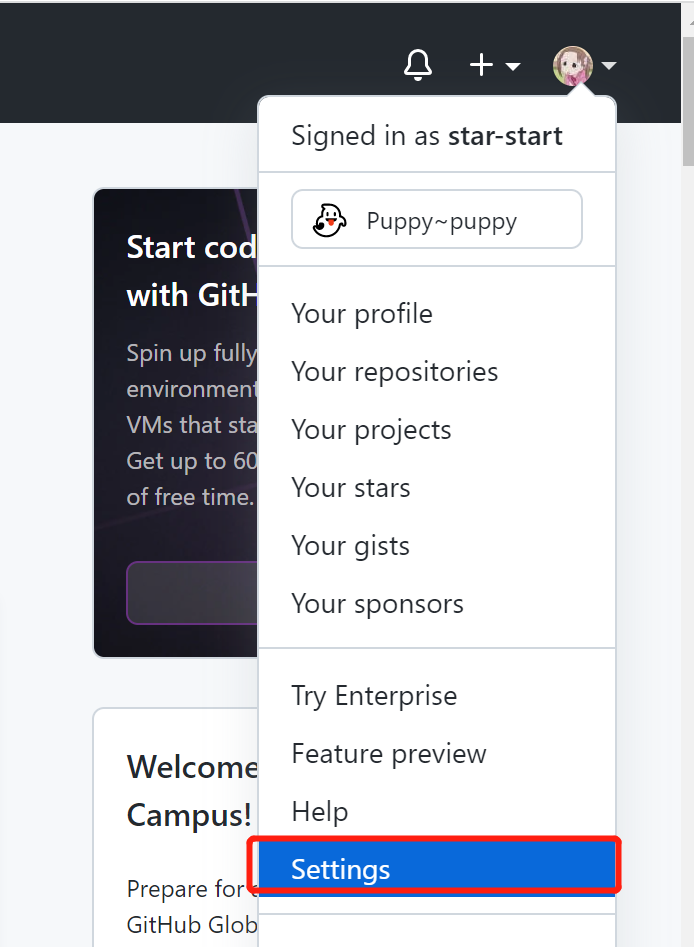 Signed in as star-start
Puppy~puppy
Your profile
Your repositories
Your projects
Your stars
Your gists
Your sponsors
Try Enterprise
Feature preview
Help
Settings
Start cod
with GitH
Spin up fully
environment
VMs that sta
Get up to 60
of free time.
Welcome
Campus!
Prepare for
GitHub Glob